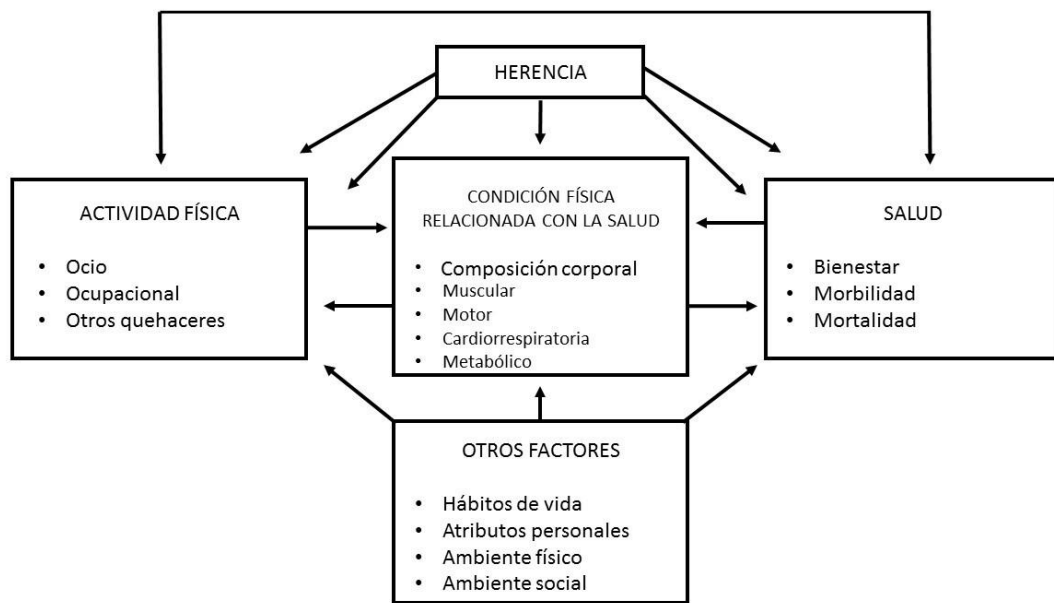 HERENCIA
ACTIVIDAD FÍSICA
• Ocio
• Ocupacional
• Otros quehaceres
CONDICIÓN FÍSICA
RELACIONADA CON LA SALUD
• Composición corporal
• Muscular
• Motor
• Cardiorrespiratoria
• Metabólico
SALUD
• Bienestar
• Morbilidad
• Mortalidad
OTROS FACTORES
• Hábitos de vida
• Atributos personales
• Ambiente físico
• Ambiente social